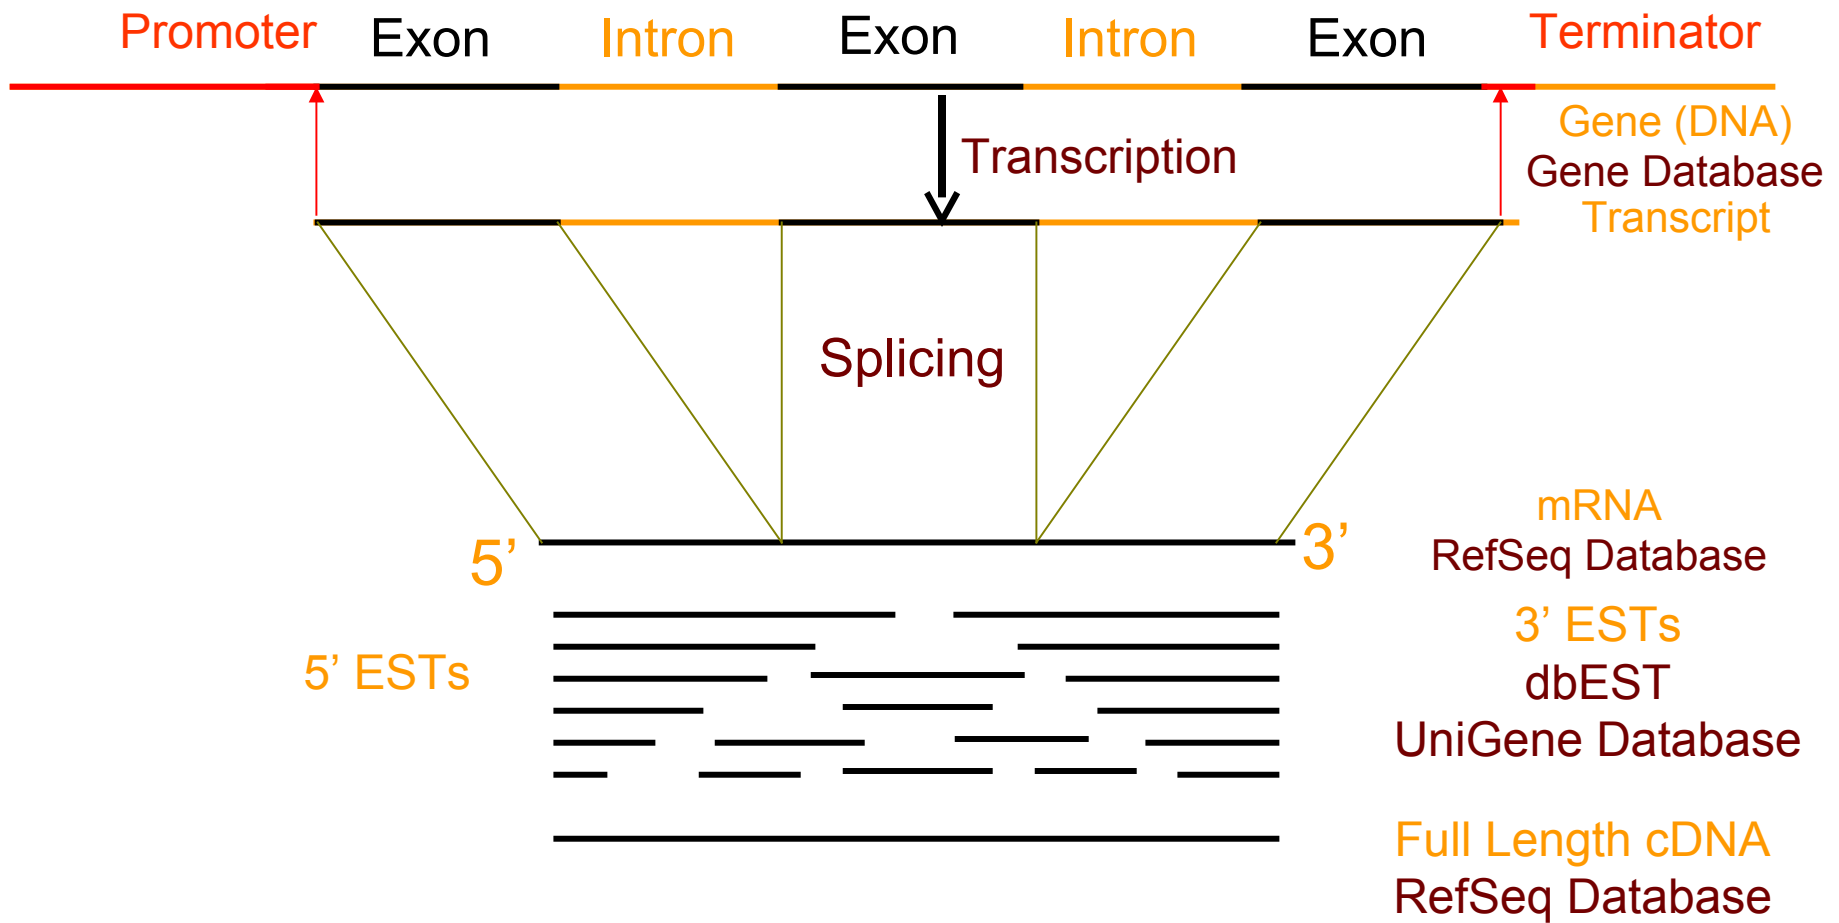 Promoter Exon Intron Exon Intron Exon Terminator
Gene (DNA)
Transcription
Gene Database
Transcript
Splicing
mRNA
5’ 3’
RefSeq Database
3’ ESTs
5’ ESTs
dbEST
UniGene Database
Full Length cDNA
RefSeq Database